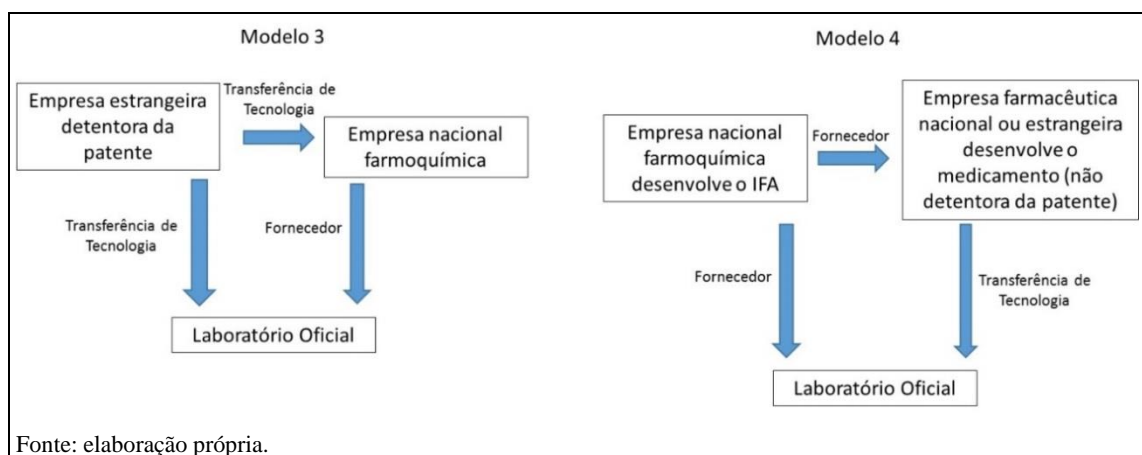 Modelo 3
Empresa estrangeira
detentora da
patente
Transferência de
Tecnologia
Empresa nacional
farmoquímica
Transferência de
Tecnologia
Fornecedor
Laboratório Oficial
Modelo 4
Empresa nacional
farmoquímica
desenvolve o IFA
Fornecedor
Empresa farmacêutica
nacional ou estrangeira
desenvolve o
medicamento (não
detentora da patente)
Fornecedor
Transferência de
Tecnologia
Laboratório Oficial
Fonte: elaboração própria.